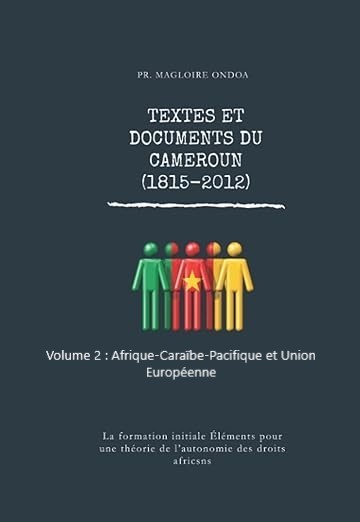 PR. MAGLOIRE ONDOA
TEXTES ET
DOCUMENTS DU
CAMEROUN
(1815-2012)
Volume 2 : Afrique-Caraïbe-Pacifique et Union
Européenne
La formation initiale Éléments pour
une théorie de l'autonomie des droits
africsns